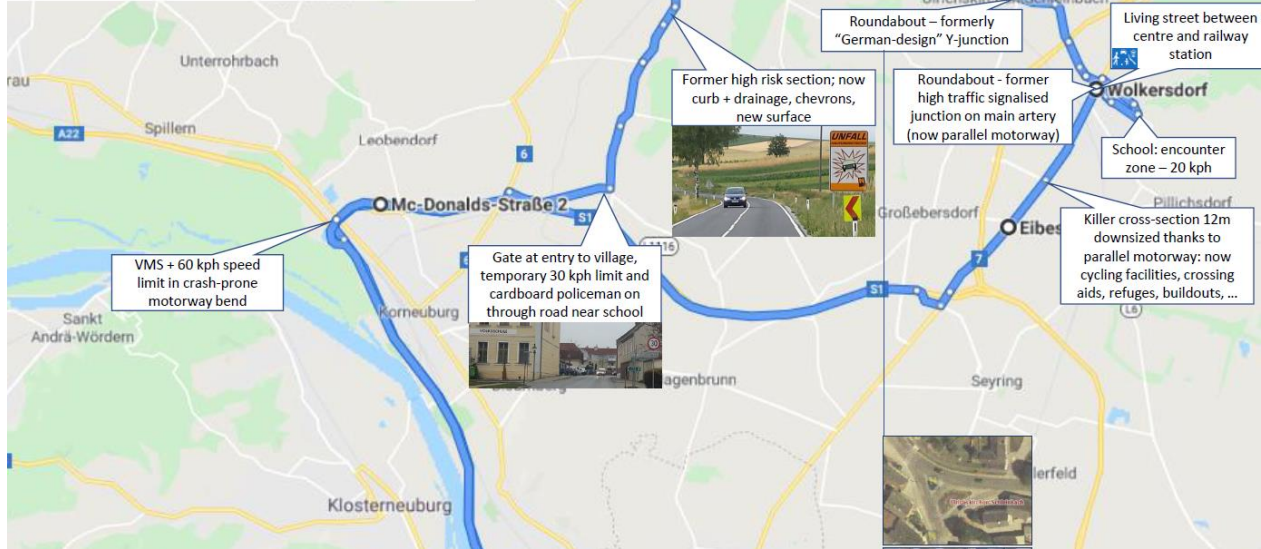 Roundabout – formerly
“German-design” Y-junction
Living street between
centre and railway
station
Unterrohrbach
Former high risk section; now
curb + drainage, chevrons,
new surface
Roundabout - former
high traffic signalised
junction on main artery
(now parallel motorway)
Wolkersdorf
A22
Spillern
Leobendorf
6
UNFALL
School: encounter
zone – 20 kph
Mc-Donalds-Straße 2
S1
Großebersdorf
Pillichsdorf
Eibes
VMS + 60 kph speed
limit in crash-prone
motorway bend
Gate at entry to village,
temporary 30 kph limit and
cardboard policeman on
through road near school
7
Killer cross-section 12m
downsized thanks to
parallel motorway: now
cycling facilities, crossing
aids, refuges, buildouts, ...
S1
L6
Sankt
Andrä-Wördern
Korneuburg
30
agenbrunn
Seyring
lerfeld
Klosterneuburg